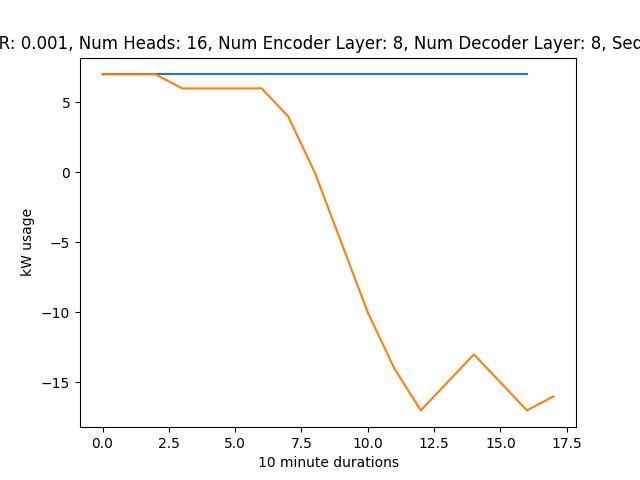 R: 0.001, Num Heads: 16, Num Encoder Layer: 8, Num Decoder Layer: 8, Sec
5
0
−5
−10
−15
kW usage
0.0 2.5 5.0 7.5 10.0 12.5 15.0 17.5
10 minute durations